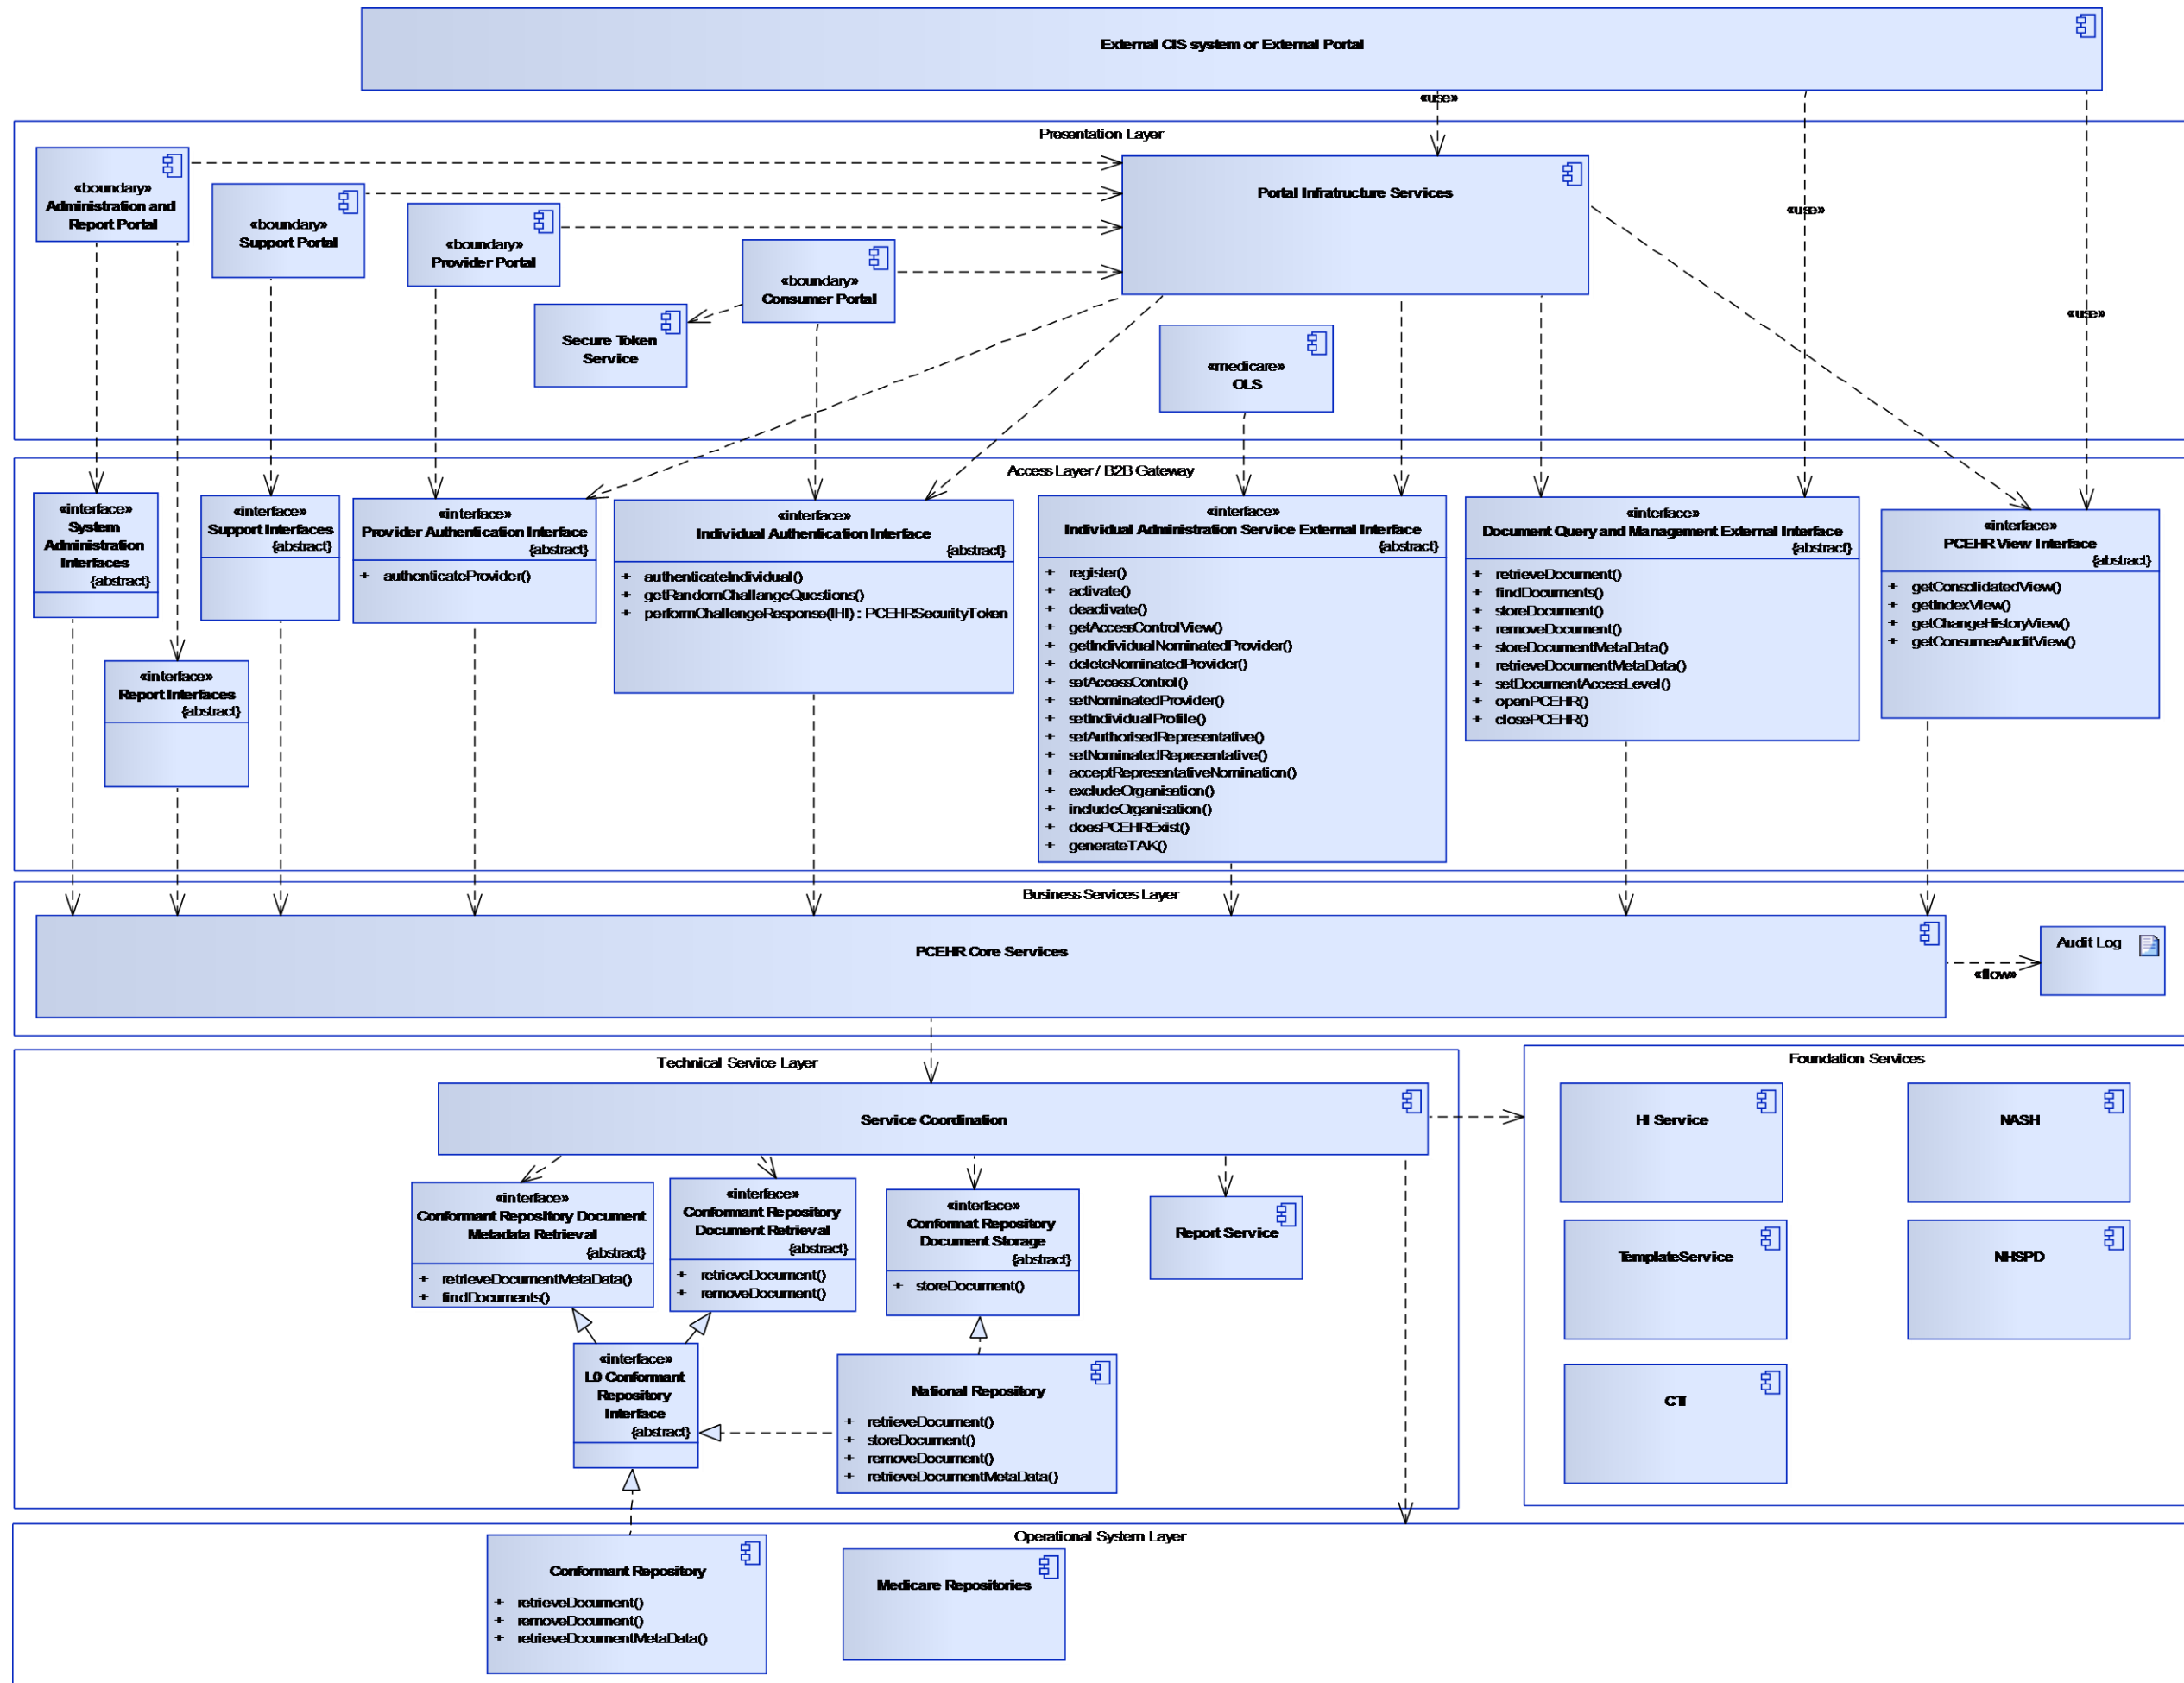 External CIS system or External Portal
«use»
Presentation Layer
«boundary»
Administration and
Report Portal
«boundary»
Support Portal
«boundary»
Provider Portal
«boundary»
Consumer Portal
Portal Infratructure Services
«use»
«use»
Secure Token
Service
«medicare»
OLS
Access Layer / B2B Gateway
«interface»
System
Administration
Interfaces
{abstract}
«interface»
Support Interfaces
{abstract}
«interface»
Provider Authentication Interface
{abstract}
+ authenticateProvider()
«interface»
Individual Authentication Interface
{abstract}
+ authenticateIndividual()
+ getRandomChallangeQuestions()
+ performChallengeResponse(IHI) : PCEHRSecurityToken
«interface»
Individual Administration Service External Interface
{abstract}
+ register()
+ activate()
+ deactivate()
+ getAccessControlView()
+ getIndividualNominatedProvider()
+ deleteNominatedProvider()
+ setAccessControl()
+ setNominatedProvider()
+ setIndividualProfile()
+ setAuthorisedRepresentative()
+ setNominatedRepresentative()
+ acceptRepresentativeNomination()
+ excludeOrganisation()
+ includeOrganisation()
+ doesPCEHRExist()
+ generateTAK()
«interface»
Document Query and Management External Interface
{abstract}
+ retrieveDocument()
+ findDocuments()
+ storeDocument()
+ removeDocument()
+ storeDocumentMetaData()
+ retrieveDocumentMetaData()
+ setDocumentAccessLevel()
+ openPCEHR()
+ closePCEHR()
«interface»
PCEHR View Interface
{abstract}
+ getConsolidatedView()
+ getIndexView()
+ getChangeHistoryView()
+ getConsumerAuditView()
«interface»
Report Interfaces
{abstract}
Business Services Layer
PCEHR Core Services
«flow»
Audit Log
Technical Service Layer
Service Coordination
«interface»
Conformant Repository Document
Metadata Retrieval
{abstract}
+ retrieveDocumentMetaData()
+ findDocuments()
«interface»
Conformant Repository
Document Retrieval
{abstract}
+ retrieveDocument()
+ removeDocument()
«interface»
Conformat Repository
Document Storage
{abstract}
+ storeDocument()
Report Service
«interface»
L0 Conformant
Repository
Interface
{abstract}
National Repository
+ retrieveDocument()
+ storeDocument()
+ removeDocument()
+ retrieveDocumentMetaData()
Foundation Services
HI Service
NASH
TemplateService
NHSPD
CTI
Operational System Layer
Conformant Repository
+ retrieveDocument()
+ removeDocument()
+ retrieveDocumentMetaData()
Medicare Repositories